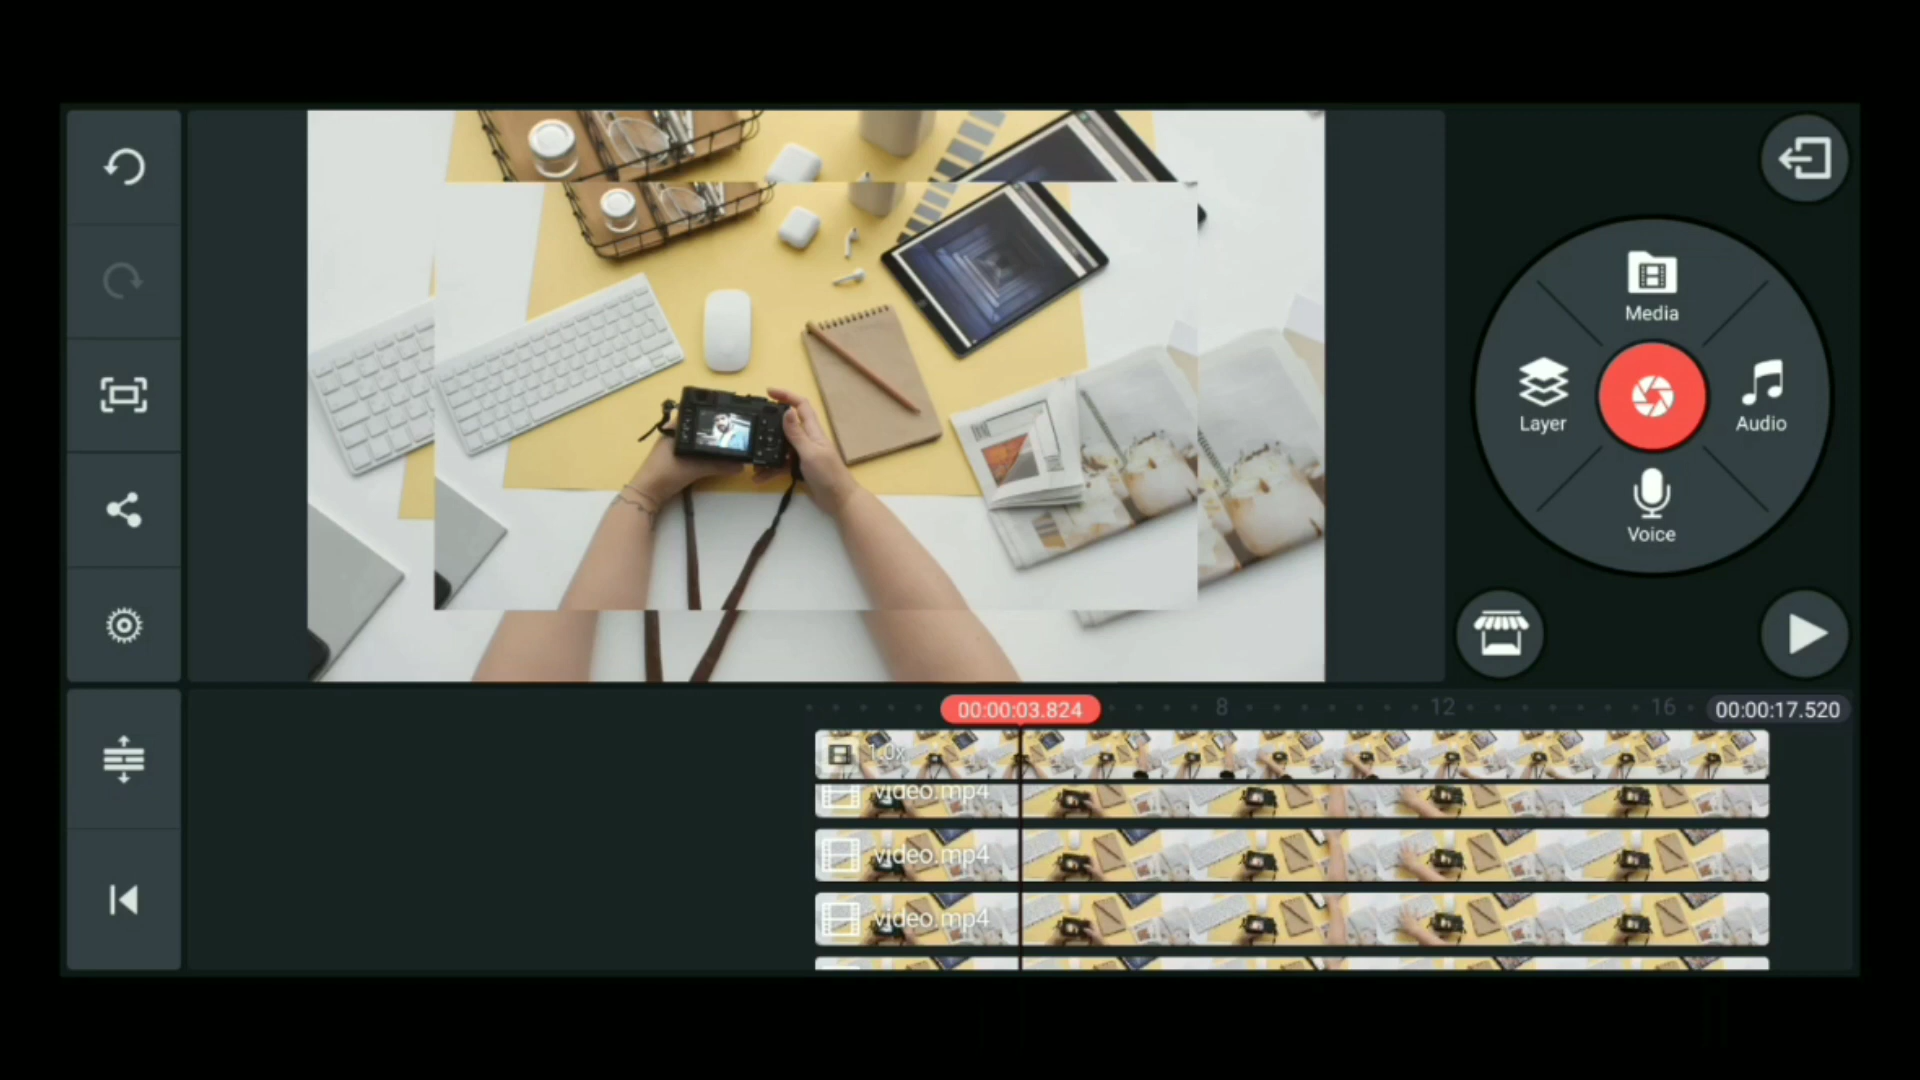 Media
Layer
Audio
Voice
00:00:03.824
8
12
16
00:00:17.520
1.0x
video.mp4
video.mp4
video.mp4